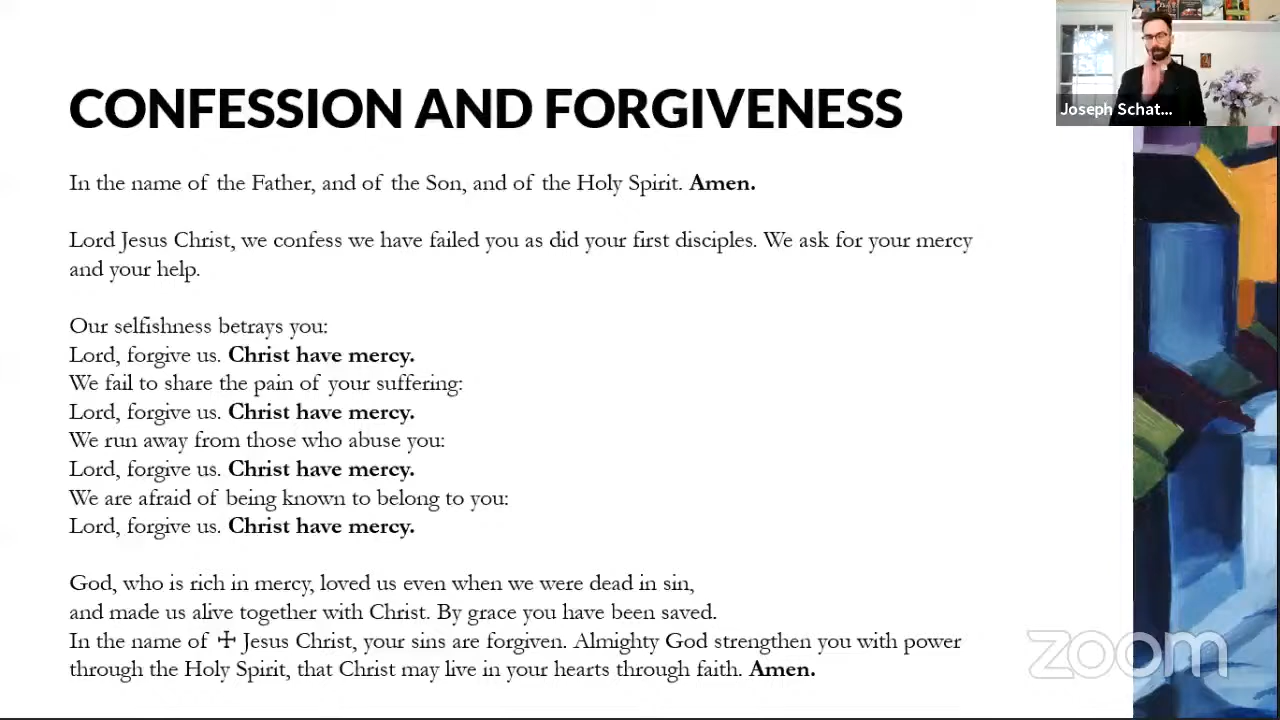 CONFESSION AND FORGIVENESS
Joseph Schat...
In the name of the Father, and of the Son, and of the Holy Spirit. Amen.
Lord Jesus Christ, we confess we have failed you as did your first disciples. We ask for your mercy
and your help.
Our selfishness betrays you:
Lord, forgive us. Christ have mercy.
We fail to share the pain of your suffering:
Lord, forgive us. Christ have mercy.
We run away from those who abuse you:
Lord, forgive us. Christ have mercy.
We are afraid of being known to belong to you:
Lord, forgive us. Christ have mercy.
God, who is rich in mercy, loved us even when we were dead in sin,
and made us alive together with Christ. By grace you have been saved.
In the name of ☩ Jesus Christ, your sins are forgiven. Almighty God strengthen you with power
through the Holy Spirit, that Christ may live in your hearts through faith. Amen.
zoom